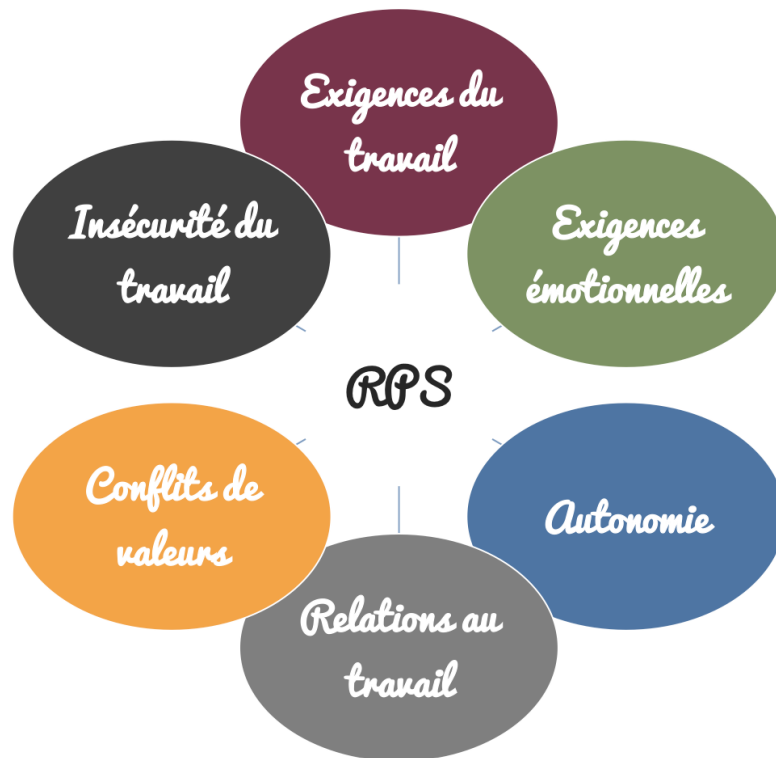 Exigences du
travail
Exigences
émotionnelles
Autonomie
Relations au
travail
Conflits de
valeurs
Insécurité du
travail
RPS